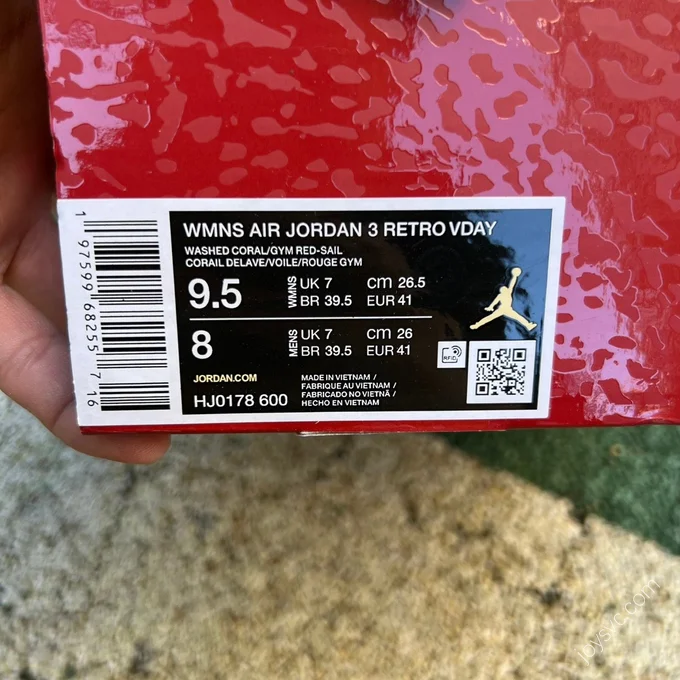 WMNS AIR JORDAN 3 RETRO VDAY
WASHED CORAL/GYM RED-SAIL
CORAIL DELAVE/VOILE/ROUGE GYM
9.5 WMNS UK 7 cm 26.5
BR 39.5 EUR 41
8 MENS UK 7 cm 26
BR 39.5 EUR 41
RFID
JORDAN.COM
HJ0178 600
MADE IN VIETNAM /
FABRIQUE AU VIETNAM /
FABRICADO NO VIETNÃ /
HECHO EN VIETNAM
1 97599 68255 7 16